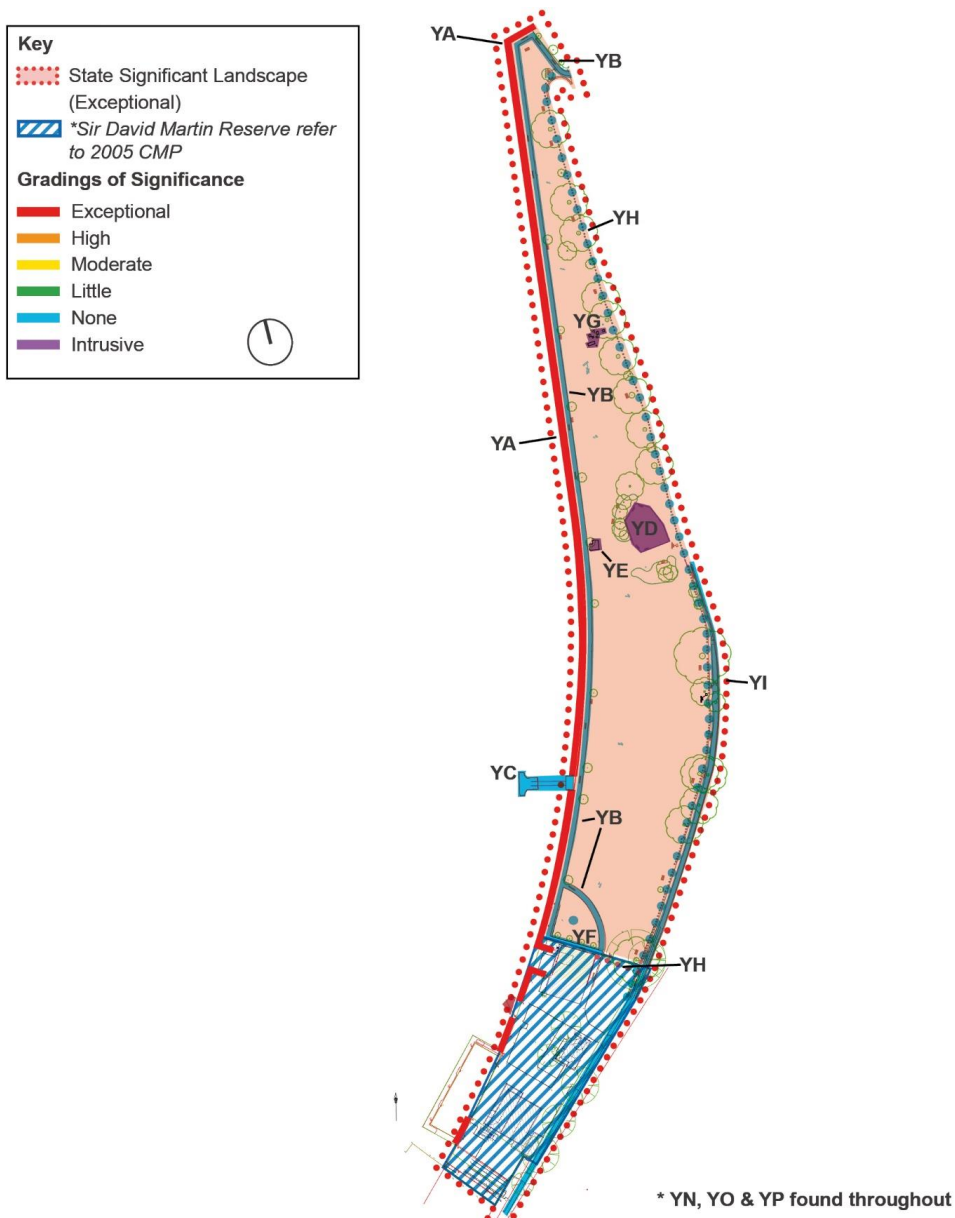 Key
State Significant Landscape
(Exceptional)
*Sir David Martin Reserve refer
to 2005 CMP
Gradings of Significance
Exceptional
High
Moderate
Little
None
Intrusive
YA
YB
YH
YG
YB
YA
YD
YE
YI
YC
YB
YF
YH
* YN, YO & YP found throughout